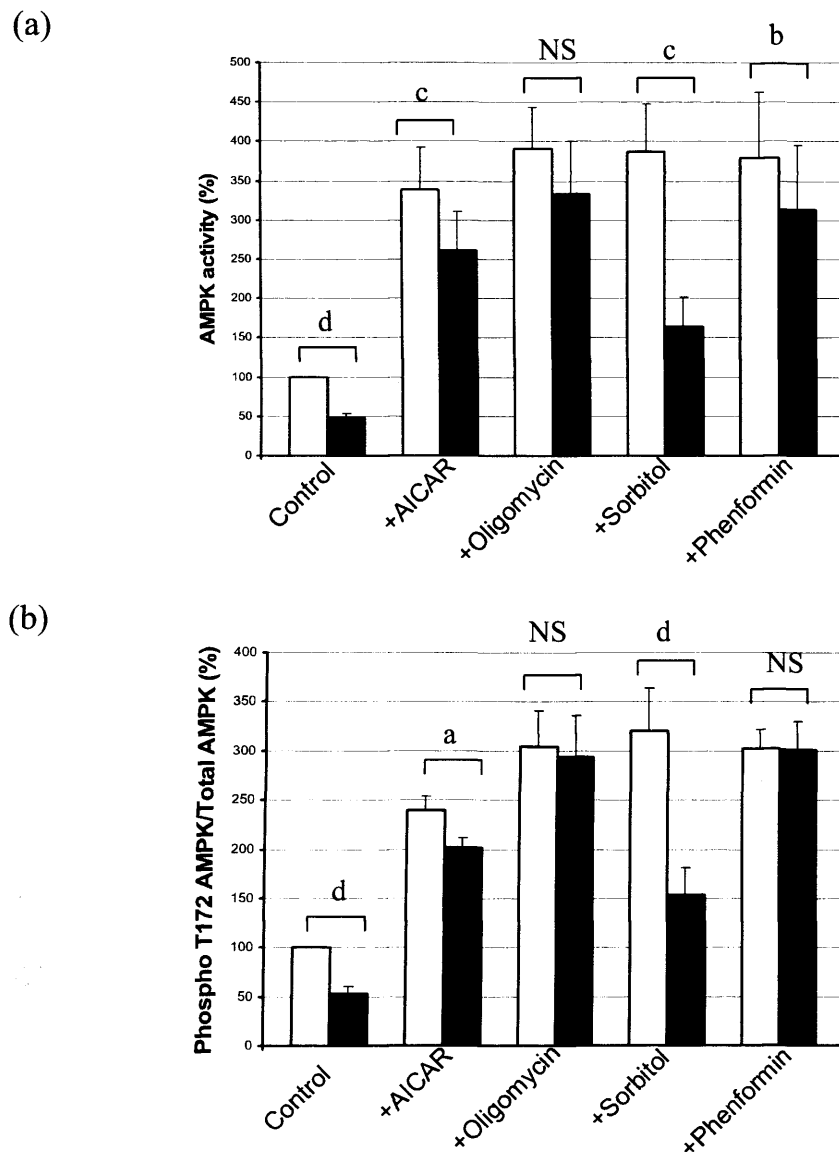 (a)
NS
c
b
c
d
500
450
400
350
300
250
200
150
100
50
0
AMPK activity (%)
Control
+AICAR
+Oligomycin
+Sorbitol
+Phenformin
(b)
NS
d
NS
a
d
400
350
300
250
200
150
100
50
0
Phospho T172 AMPK/Total AMPK (%)
Control
+AICAR
+Oligomycin
+Sorbitol
+Phenformin